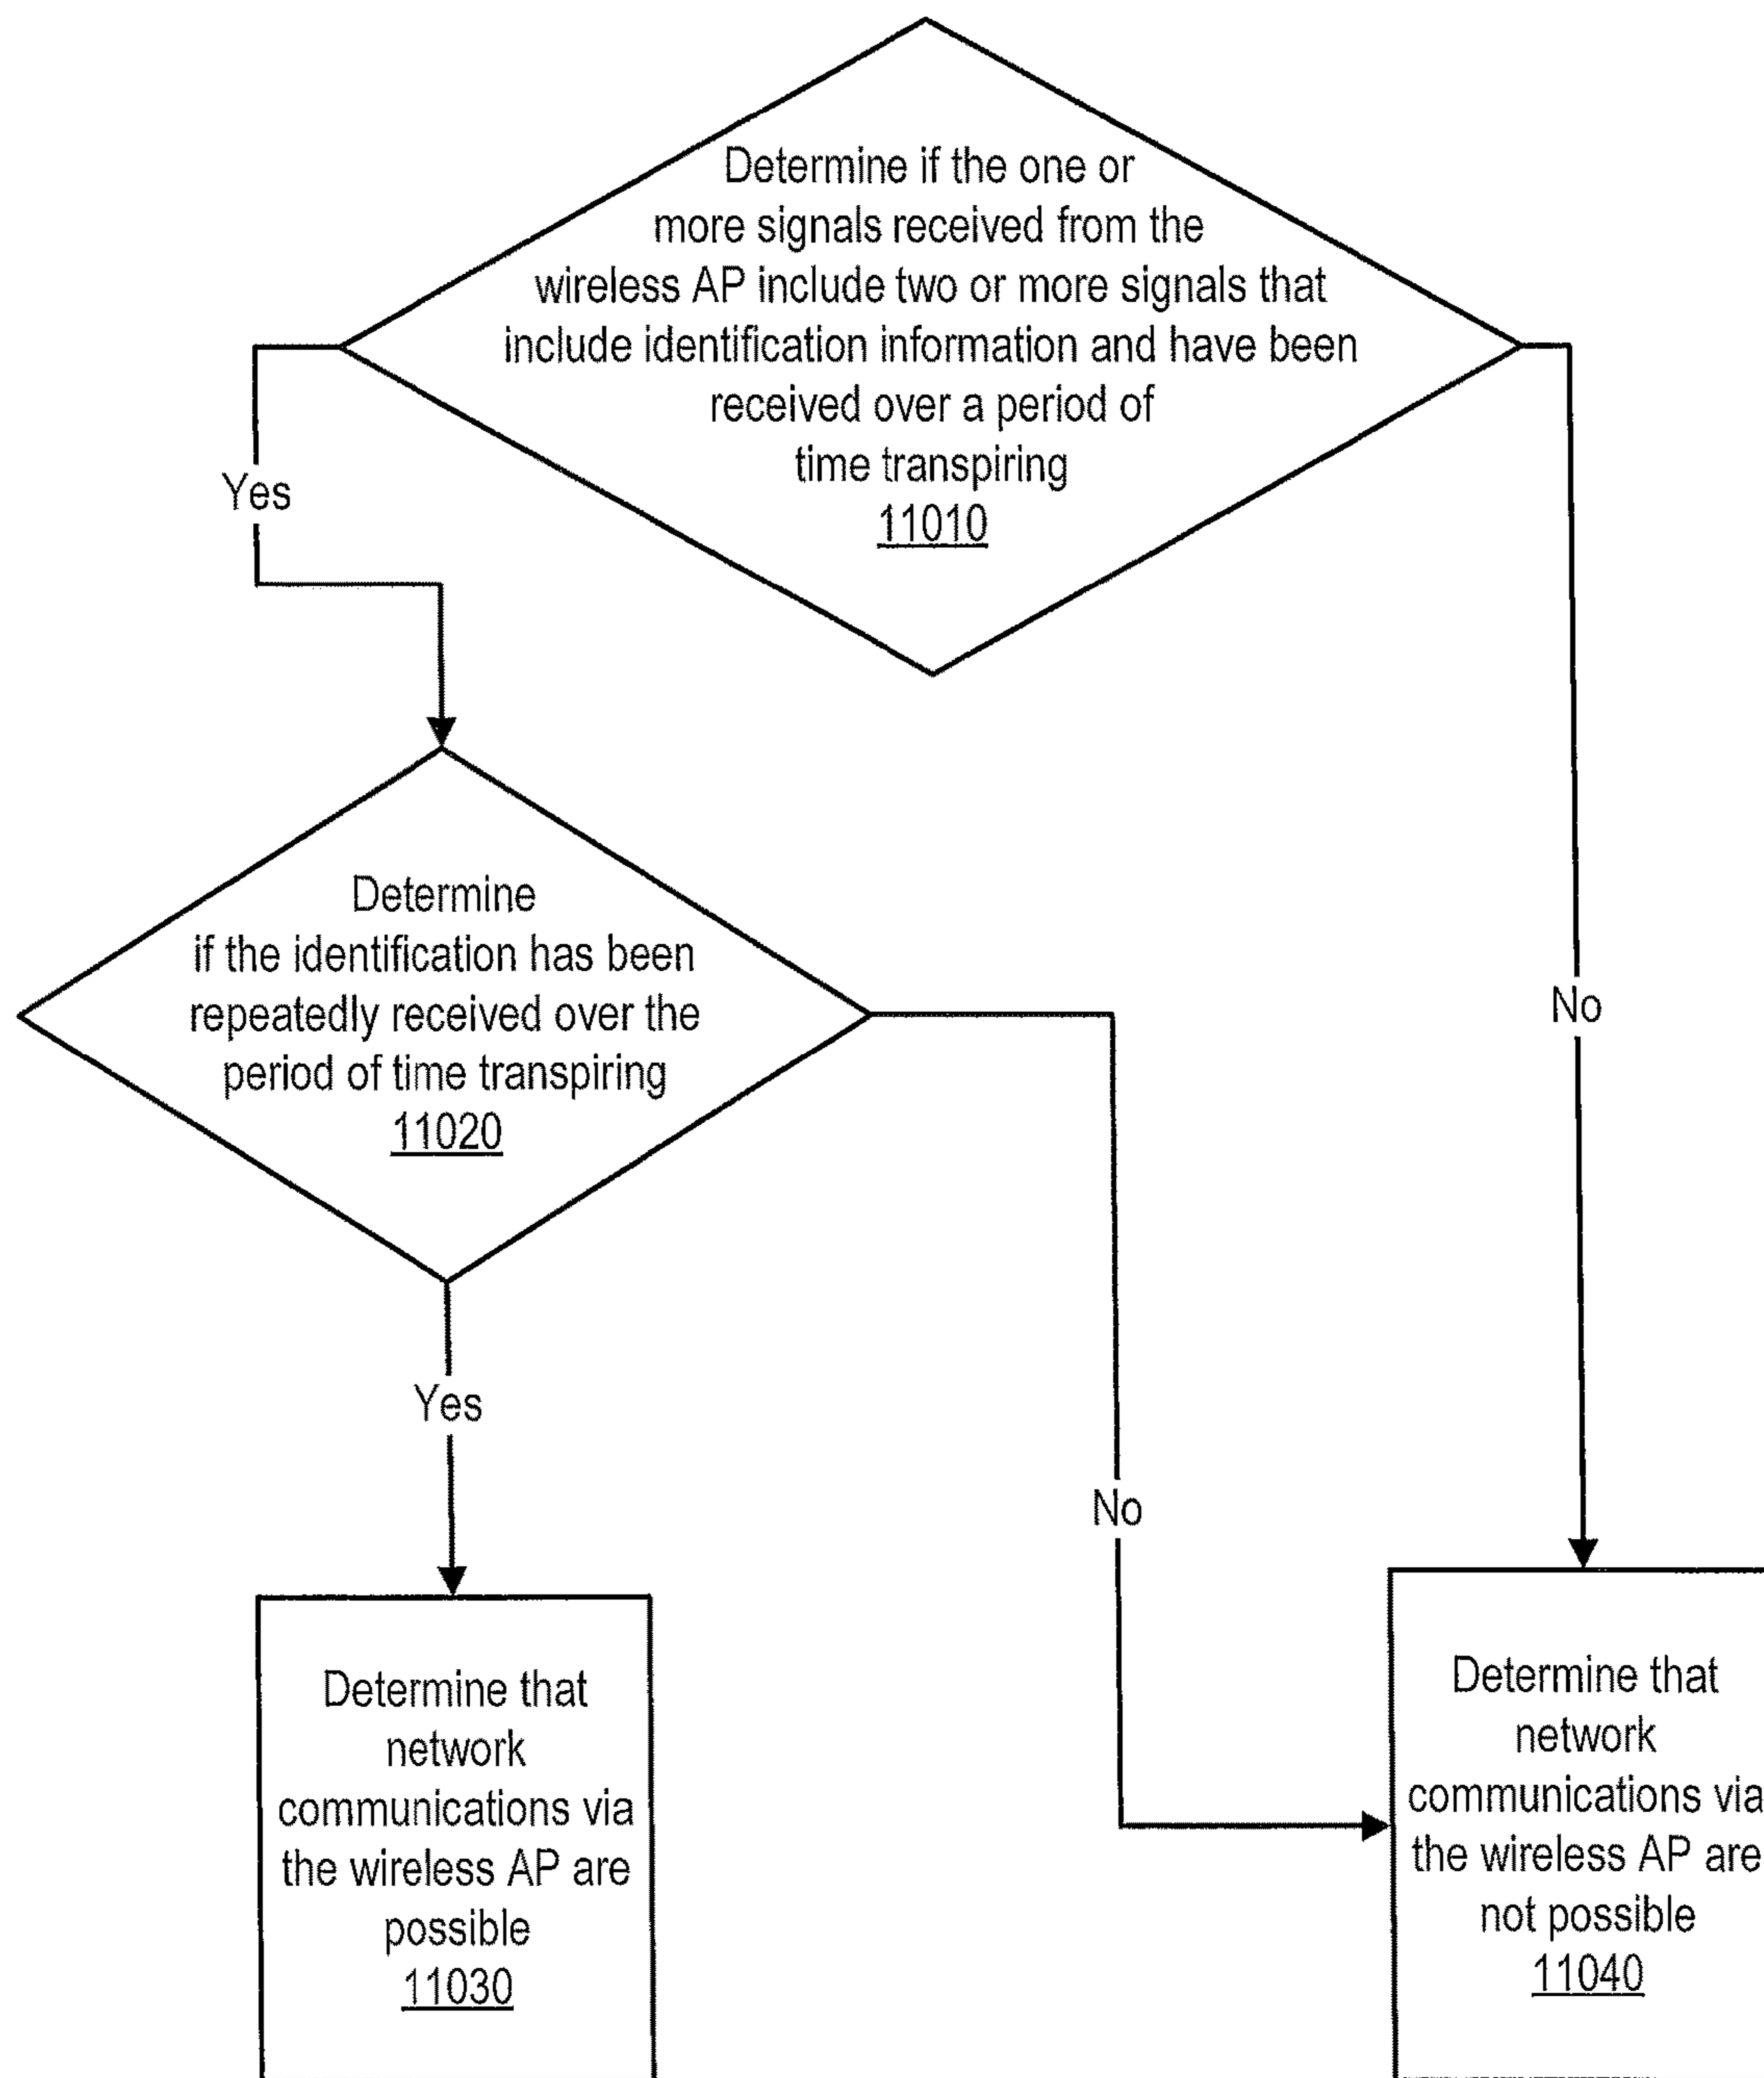 Determine if the one or
more signals received from the
wireless AP include two or more signals that
include identification information and have been
received over a period of
time transpiring
11010
Yes
Determine
if the identification has been
repeatedly received over the
period of time transpiring
11020
No
Yes
No
Determine that
network
communications via
the wireless AP are
possible
11030
Determine that
network
communications via
the wireless AP are
not possible
11040